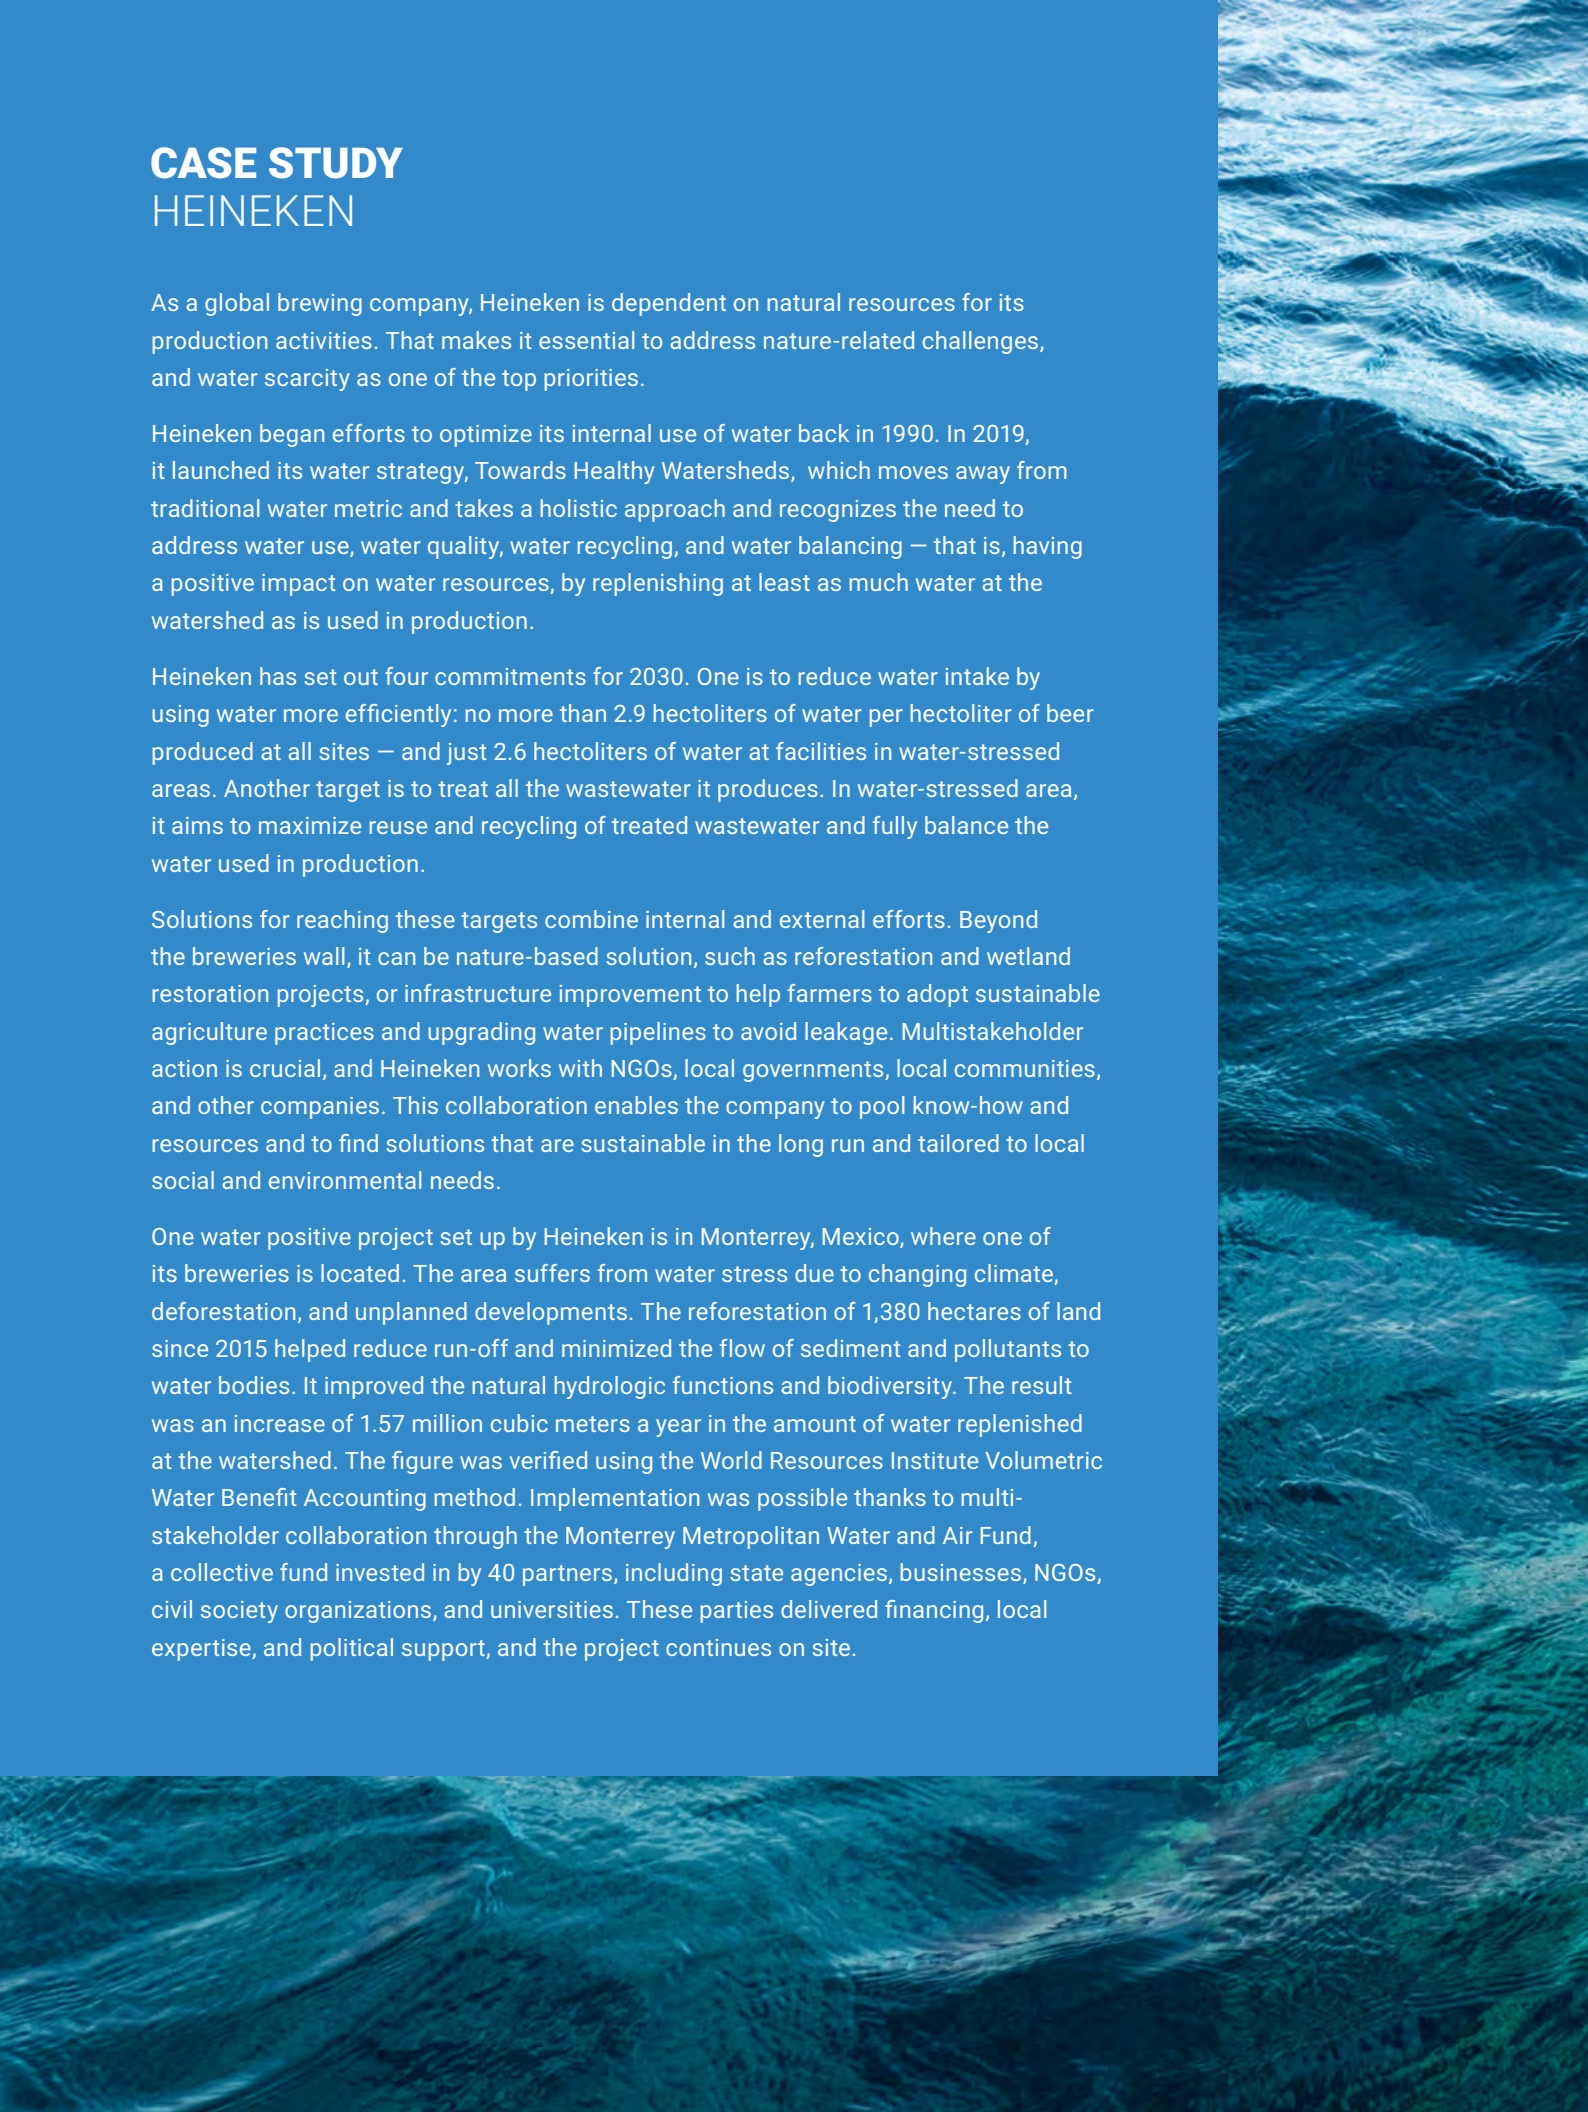 CASE STUDY
HEINEKEN
As a global brewing company, Heineken is dependent on natural resources for its
production activities. That makes it essential to address nature-related challenges,
and water scarcity as one of the top priorities.
Heineken began efforts to optimize its internal use of water back in 1990. In 2019,
it launched its water strategy, Towards Healthy Watersheds,  which moves away from
traditional water metric and takes a holistic approach and recognizes the need to
address water use, water quality, water recycling, and water balancing — that is, having
a positive impact on water resources, by replenishing at least as much water at the
watershed as is used in production.
Heineken has set out four commitments for 2030. One is to reduce water intake by
using water more efficiently: no more than 2.9 hectoliters of water per hectoliter of beer
produced at all sites — and just 2.6 hectoliters of water at facilities in water-stressed
areas. Another target is to treat all the wastewater it produces. In water-stressed area,
it aims to maximize reuse and recycling of treated wastewater and fully balance the
water used in production.
Solutions for reaching these targets combine internal and external efforts. Beyond
the breweries wall, it can be nature-based solution, such as reforestation and wetland
restoration projects, or infrastructure improvement to help farmers to adopt sustainable
agriculture practices and upgrading water pipelines to avoid leakage. Multistakeholder
action is crucial, and Heineken works with NGOs, local governments, local communities,
and other companies. This collaboration enables the company to pool know-how and
resources and to find solutions that are sustainable in the long run and tailored to local
social and environmental needs.
One water positive project set up by Heineken is in Monterrey, Mexico, where one of
its breweries is located. The area suffers from water stress due to changing climate,
deforestation, and unplanned developments. The reforestation of 1,380 hectares of land
since 2015 helped reduce run-off and minimized the flow of sediment and pollutants to
water bodies. It improved the natural hydrologic functions and biodiversity. The result
was an increase of 1.57 million cubic meters a year in the amount of water replenished
at the watershed. The figure was verified using the World Resources Institute Volumetric
Water Benefit Accounting method. Implementation was possible thanks to multi-
stakeholder collaboration through the Monterrey Metropolitan Water and Air Fund,
a collective fund invested in by 40 partners, including state agencies, businesses, NGOs,
civil society organizations, and universities. These parties delivered financing, local
expertise, and political support, and the project continues on site.